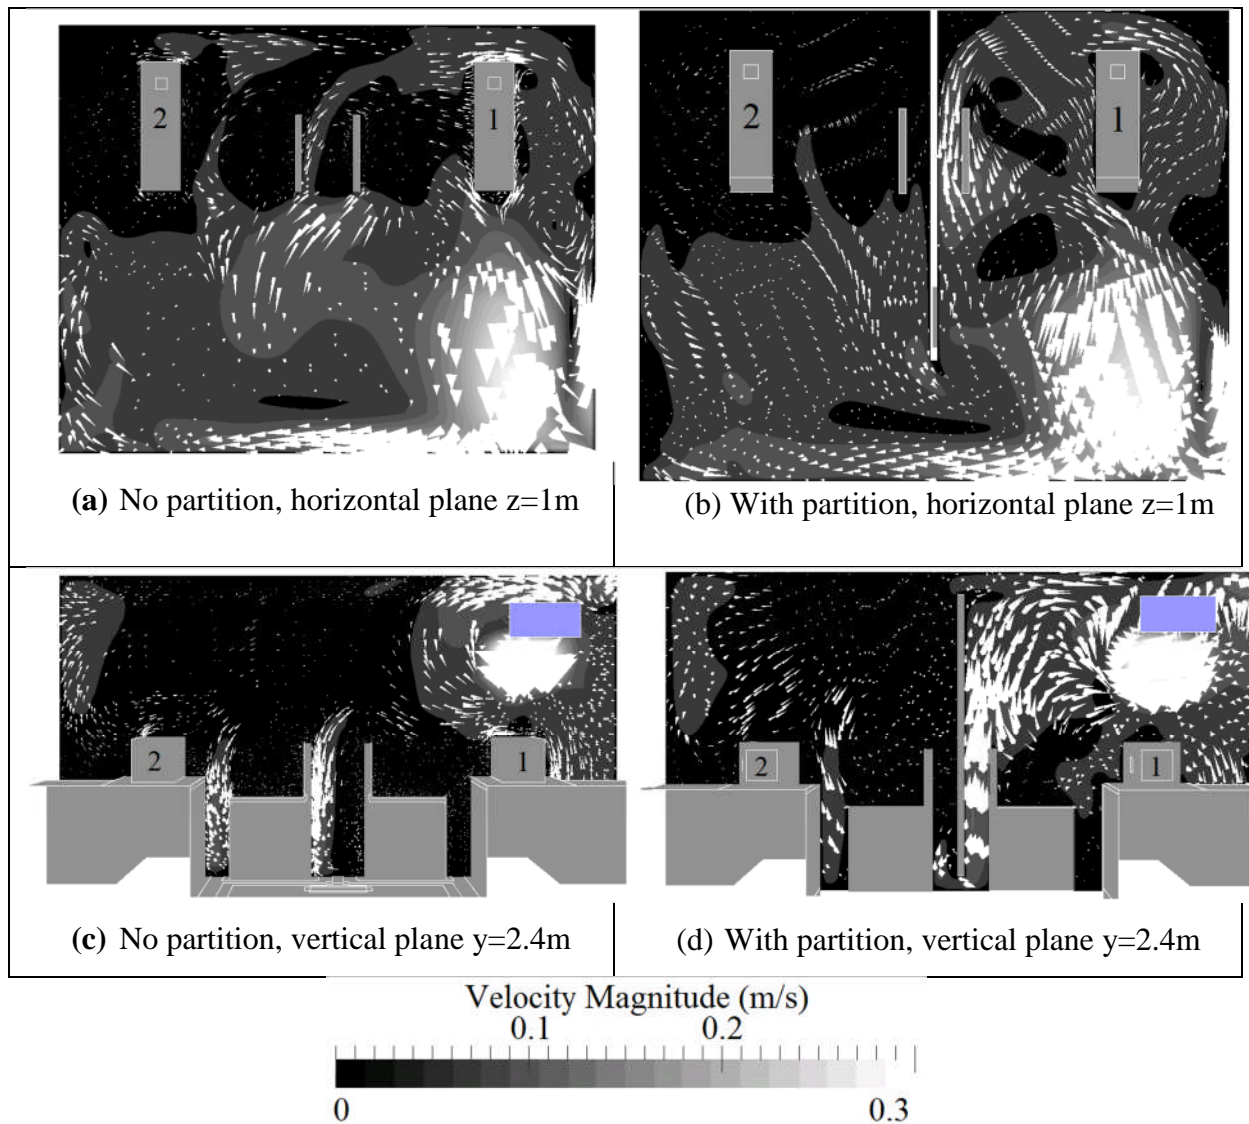 2
1
2
1
(a) No partition, horizontal plane z=1m
(b) With partition, horizontal plane z=1m
2
1
2
1
(c) No partition, vertical plane y=2.4m
(d) With partition, vertical plane y=2.4m
Velocity Magnitude (m/s)
0.1 0.2
0 0.3